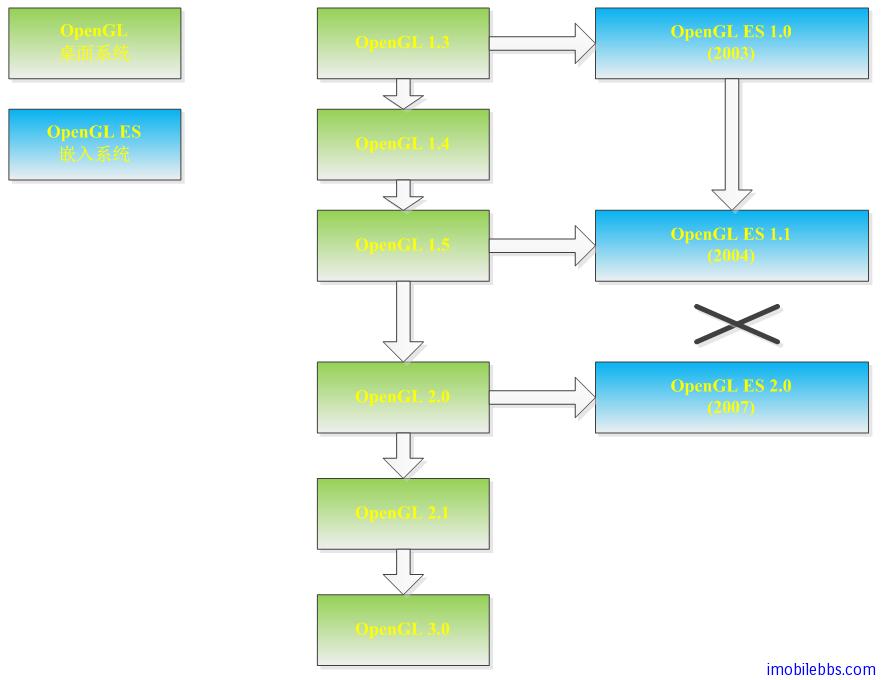 OpenGL
桌面系统
OpenGL ES
嵌入系统
OpenGL 1.3
OpenGL ES 1.0
(2003)
OpenGL 1.4
OpenGL 1.5
OpenGL ES 1.1
(2004)
OpenGL 2.0
OpenGL ES 2.0
(2007)
OpenGL 2.1
OpenGL 3.0
imobilebbs.com